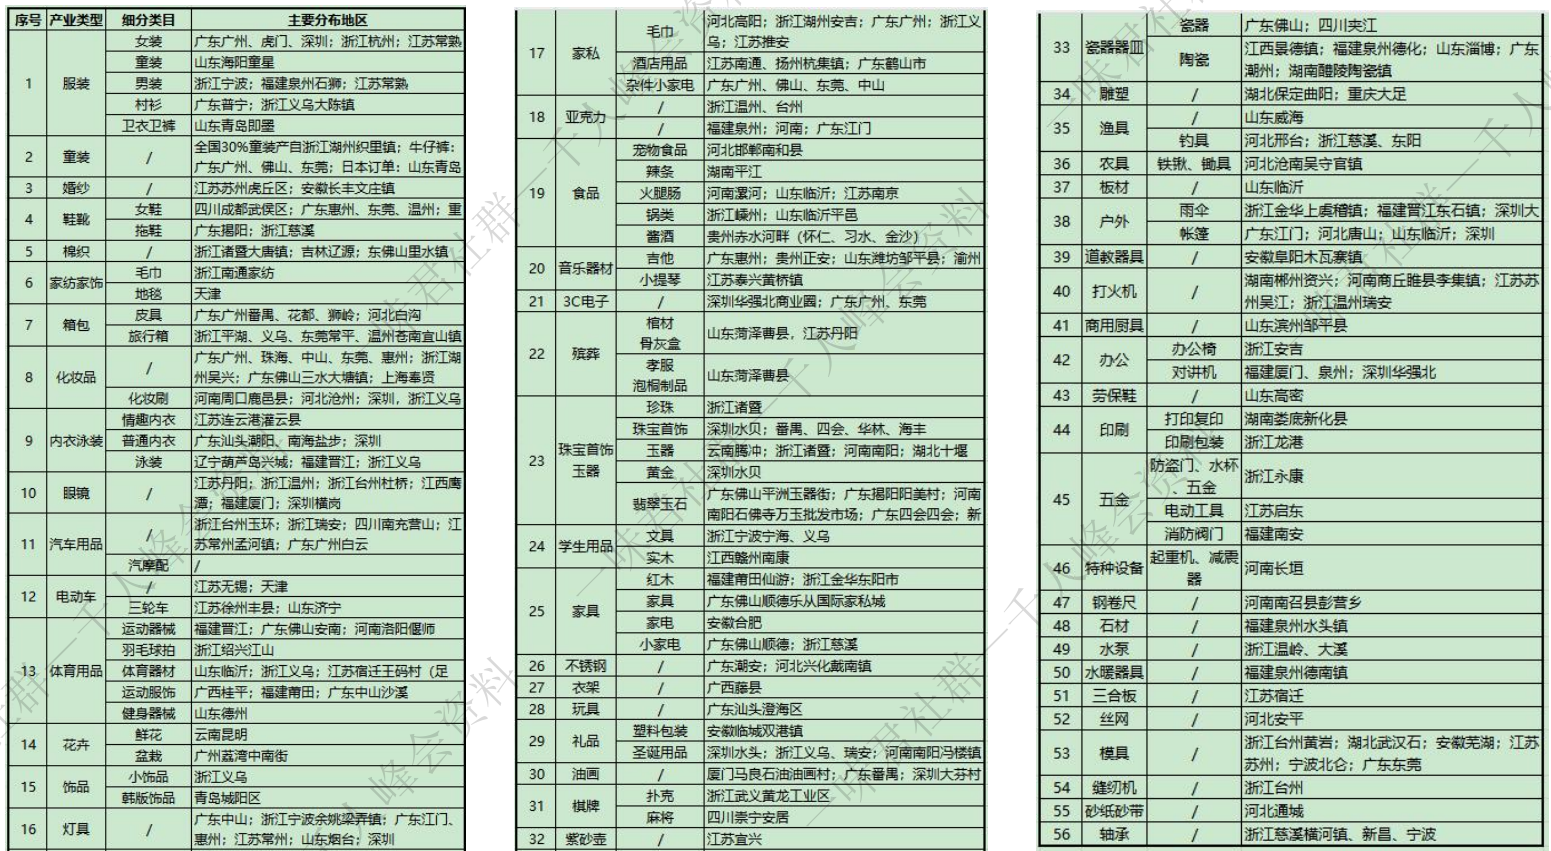 序号 产业类型 细分类目 主要分布地区
1 服装 女装 广东广州、虎门、深圳；浙江杭州；江苏常熟
童装 山东海阳童星
男装 浙江宁波；福建泉州石狮；江苏常熟
村衫 广东普宁；浙江义乌大陈镇
卫衣卫裤 山东青岛即墨
2 童装 / 全国30%童装产自浙江湖州织里镇；牛仔裤：
广东广州、佛山、东莞；日本订单：山东青岛
3 婚纱 / 江苏苏州虎丘区；安徽长丰文庄镇
4 鞋靴 女鞋 四川成都武侯区；广东惠州、东莞、温州；重
拖鞋 广东揭阳；浙江慈溪
5 棉织 / 浙江诸暨大唐镇；吉林辽源；东佛山里水镇
6 家纺家饰 毛巾 浙江南通家纺
地毯 天津
7 箱包 皮具 广东广州番禺、花都、狮岭；河北白沟
旅行箱 浙江平湖、义乌、东莞常平、温州苍南宜山镇
8 化妆品 / 广东广州、珠海、中山、东莞、惠州；浙江湖
州吴兴；广东佛山三水大塘镇；上海奉贤
化妆刷 河南周口鹿邑县；河北沧州；深圳，浙江义乌
9 内衣泳装 情趣内衣 江苏连云港灌云县
普通内衣 广东汕头潮阳、南海盐步；深圳
泳装 辽宁葫芦岛兴城；福建晋江；浙江义乌
10 眼镜 / 江苏丹阳；浙江温州；浙江台州杜桥；江西鹰
潭；福建厦门；深圳横岗
11 汽车用品 / 浙江台州玉环；浙江瑞安；四川南充营山；江
苏常州孟河镇；广东广州白云
汽摩配 /
12 电动车 / 江苏无锡；天津
三轮车 江苏徐州丰县；山东济宁
13 体育用品 运动器械 福建晋江；广东佛山安南；河南洛阳偃师
羽毛球拍 浙江绍兴江山
体育器材 山东临沂；浙江义乌；江苏宿迁王码村（足
运动服饰 广西桂平；福建莆田；广东中山沙溪
健身器械 山东德州
14 花卉 鲜花 云南昆明
盆栽 广州荔湾中南街
15 饰品 小饰品 浙江义乌
韩版饰品 青岛城阳区
16 灯具 / 广东中山；浙江宁波余姚梁弄镇；广东江门、
惠州；江苏常州；山东烟台；深圳
17 家私 毛巾 河北高阳；浙江湖州安吉；广东广州；浙江义
乌；江苏推安
酒店用品 江苏南通、扬州杭集镇；广东鹤山市
杂件小家电 广东广州、佛山、东莞、中山
18 亚克力 / 浙江温州、台州
/ 福建泉州；河南；广东江门
19 食品 宠物食品 河北邯郸南和县
辣条 湖南平江
火腿肠 河南漯河；山东临沂；江苏南京
锅类 浙江嵊州；山东临沂平邑
酱酒 贵州赤水河畔（怀仁、习水、金沙）
20 音乐器材 吉他 广东惠州；贵州正安；山东潍坊邹平县；渝州
小提琴 江苏泰兴黄桥镇
21 3C电子 / 深圳华强北商业圈；广东广州、东莞
22 殡葬 棺材
骨灰盒 山东菏泽曹县，江苏丹阳
孝服
泡桐制品 山东菏泽曹县
23 珠宝首饰
玉器 珍珠 浙江诸暨
珠宝首饰 深圳水贝；番禺、四会、华林、海丰
玉器 云南腾冲；浙江诸暨；河南南阳；湖北十堰
黄金 深圳水贝
翡翠玉石 广东佛山平洲玉器街；广东揭阳阳美村；河南
南阳石佛寺万玉批发市场；广东四会四会；新
24 学生用品 文具 浙江宁波宁海、义乌
实木 江西赣州南康
25 家具 红木 福建莆田仙游；浙江金华东阳市
家具 广东佛山顺德乐从国际家私城
家电 安徽合肥
小家电 广东佛山顺德；浙江慈溪
26 不锈钢 / 广东潮安；河北兴化戴南镇
27 衣架 / 广西藤县
28 玩具 / 广东汕头澄海区
29 礼品 塑料包装 安徽临城双港镇
圣诞用品 深圳水头；浙江义乌、瑞安；河南南阳冯楼镇
30 油画 / 厦门马良石油油画村；广东番禺；深圳大芬村
31 棋牌 扑克 浙江武义黄龙工业区
麻将 四川崇宁安居
32 紫砂壶 / 江苏宜兴
33 瓷器器皿 瓷器 广东佛山；四川夹江
陶瓷 江西景德镇；福建泉州德化；山东淄博；广东
潮州；湖南醴陵陶瓷镇
34 雕塑 / 湖北保定曲阳；重庆大足
35 渔具 / 山东威海
钓具 河北邢台；浙江慈溪、东阳
36 农具 铁锹、锄具 河北沧南吴守官镇
37 板材 / 山东临沂
38 户外 雨伞 浙江金华上虞稽镇；福建晋江东石镇；深圳大
帐篷 广东江门；河北唐山；山东临沂；深圳
39 道教器具 / 安徽阜阳木瓦寨镇
40 打火机 / 湖南郴州资兴；河南商丘睢县李集镇；江苏苏
州吴江；浙江温州瑞安
41 商用厨具 / 山东滨州邹平县
42 办公 办公椅 浙江安吉
对讲机 福建厦门、泉州；深圳华强北
43 劳保鞋 / 山东高密
44 印刷 打印复印 湖南娄底新化县
印刷包装 浙江龙港
45 五金 防盗门、水杯
、五金 浙江永康
电动工具 江苏启东
消防阀门 福建南安
46 特种设备 起重机、减震
器 河南长垣
47 钢卷尺 / 河南南召县彭营乡
48 石材 / 福建泉州水头镇
49 水泵 / 浙江温岭、大溪
50 水暖器具 / 福建泉州德南镇
51 三合板 / 江苏宿迁
52 丝网 / 河北安平
53 模具 / 浙江台州黄岩；湖北武汉石；安徽芜湖；江苏
苏州；宁波北仑；广东东莞
54 缝纫机 / 浙江台州
55 砂纸砂带 / 河北通城
56 轴承 / 浙江慈溪横河镇、新昌、宁波